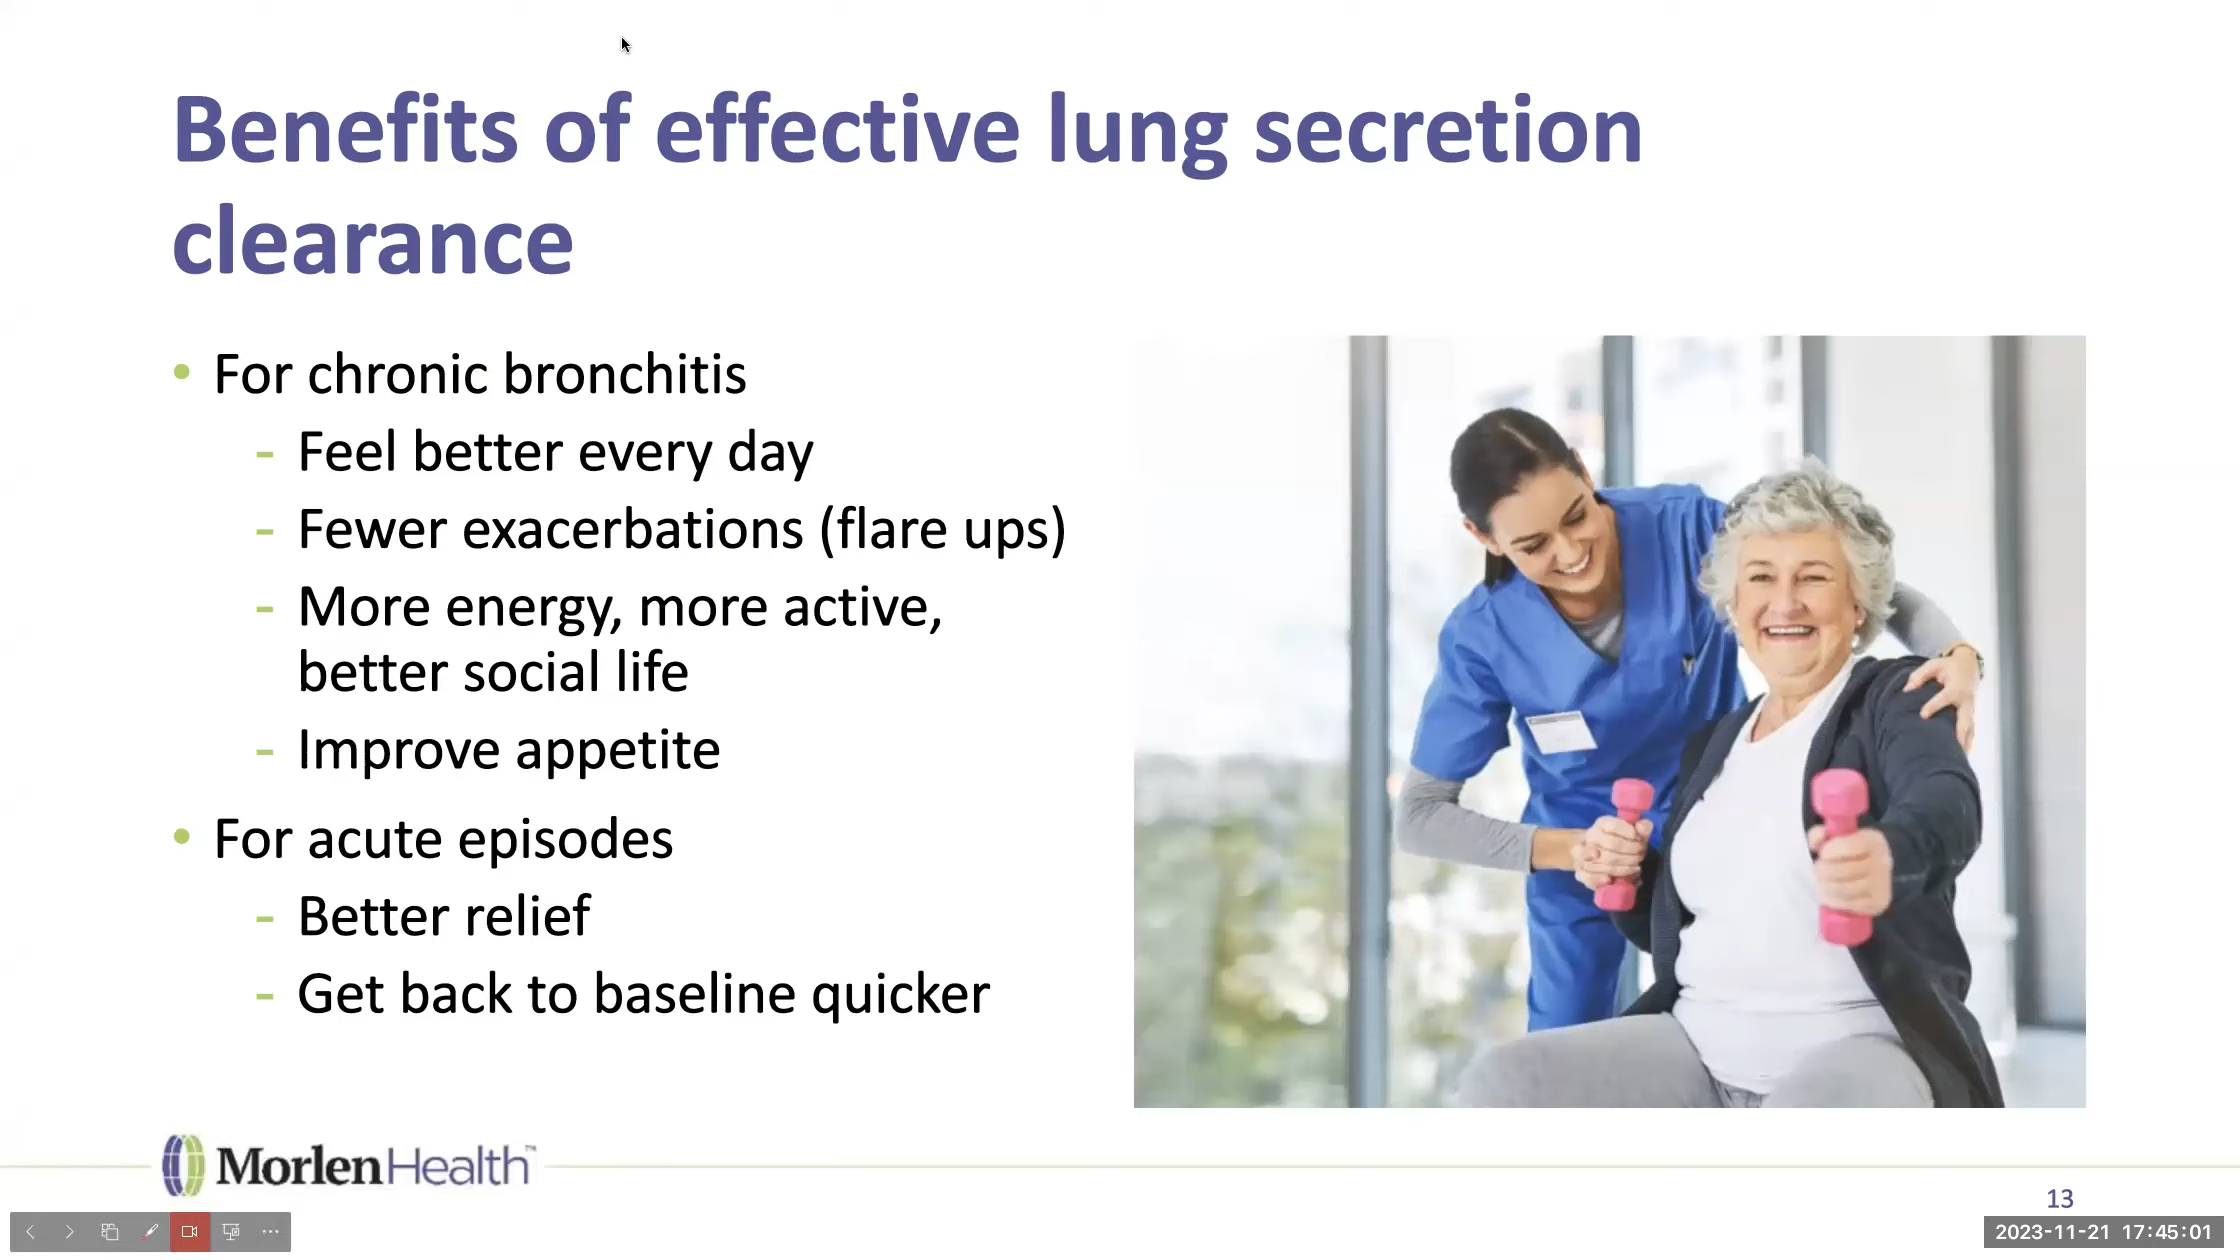 Benefits of effective lung secretion
clearance
• For chronic bronchitis
- Feel better every day
- Fewer exacerbations (flare ups)
- More energy, more active,
better social life
- Improve appetite
• For acute episodes
- Better relief
- Get back to baseline quicker
MorlenHealth™
13
2023-11-21 17:45:01